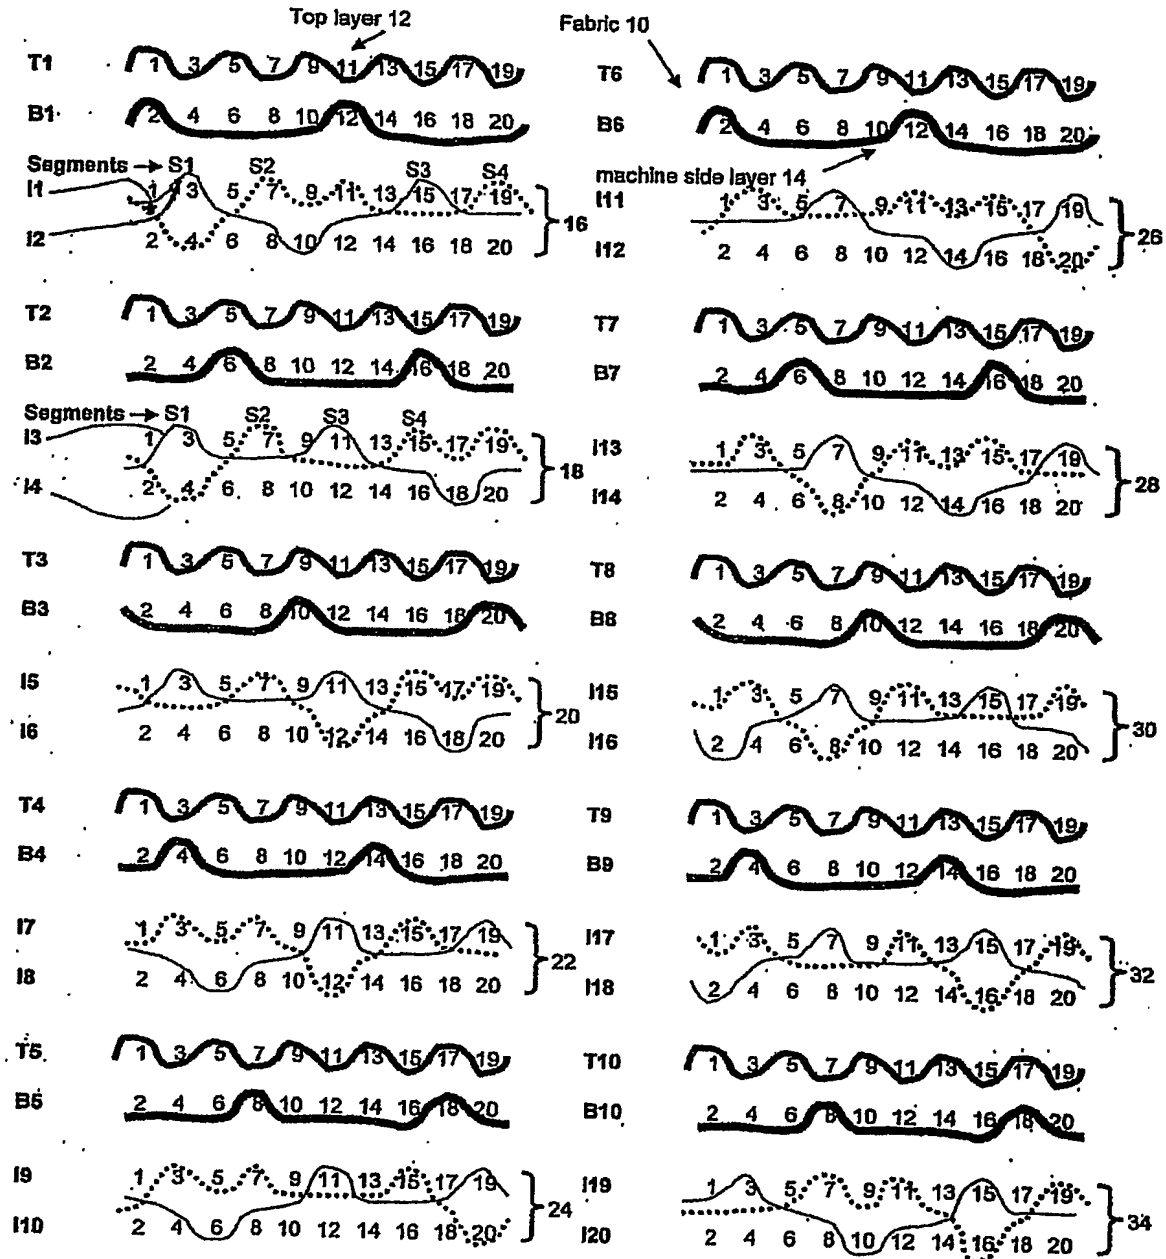 Top layer 12
Fabric 10
T1 1 3 5 7 9 11 13 15 17 19
B1 2 4 6 8 10 12 14 16 18 20
Segments S1 S2 S3 S4
I1 1 3 5 7 9 11 13 15 17 19
16
I2 2 4 6 8 10 12 14 16 18 20
T2 1 3 5 7 9 11 13 15 17 19
B2 2 4 6 8 10 12 14 16 18 20
Segments S1 S2 S3 S4
I3 1 3 5 7 9 11 13 15 17 19
18
I4 2 4 6 8 10 12 14 16 18 20
T3 1 3 5 7 9 11 13 15 17 19
B3 2 4 6 8 10 12 14 16 18 20
I5 1 3 5 7 9 11 13 15 17 19
20
I6 2 4 6 8 10 12 14 16 18 20
T4 1 3 5 7 9 11 13 15 17 19
B4 2 4 6 8 10 12 14 16 18 20
I7 1 3 5 7 9 11 13 15 17 19
22
I8 2 4 6 8 10 12 14 16 18 20
T5 1 3 5 7 9 11 13 15 17 19
B5 2 4 6 8 10 12 14 16 18 20
I9 1 3 5 7 9 11 13 15 17 19
24
I10 2 4 6 8 10 12 14 16 18 20
T6 1 3 5 7 9 11 13 15 17 19
B6 2 4 6 8 10 12 14 16 18 20
machine side layer 14
I11 1 3 5 7 9 11 13 15 17 19
26
I12 2 4 6 8 10 12 14 16 18 20
T7 1 3 5 7 9 11 13 15 17 19
B7 2 4 6 8 10 12 14 16 18 20
I13 1 3 5 7 9 11 13 15 17 19
28
I14 2 4 6 8 10 12 14 16 18 20
T8 1 3 5 7 9 11 13 15 17 19
B8 2 4 6 8 10 12 14 16 18 20
I15 1 3 5 7 9 11 13 15 17 19
30
I16 2 4 6 8 10 12 14 16 18 20
T9 1 3 5 7 9 11 13 15 17 19
B9 2 4 6 8 10 12 14 16 18 20
I17 1 3 5 7 9 11 13 15 17 19
32
I18 2 4 6 8 10 12 14 16 18 20
T10 1 3 5 7 9 11 13 15 17 19
B10 2 4 6 8 10 12 14 16 18 20
I19 1 3 5 7 9 11 13 15 17 19
34
I20 2 4 6 8 10 12 14 16 18 20